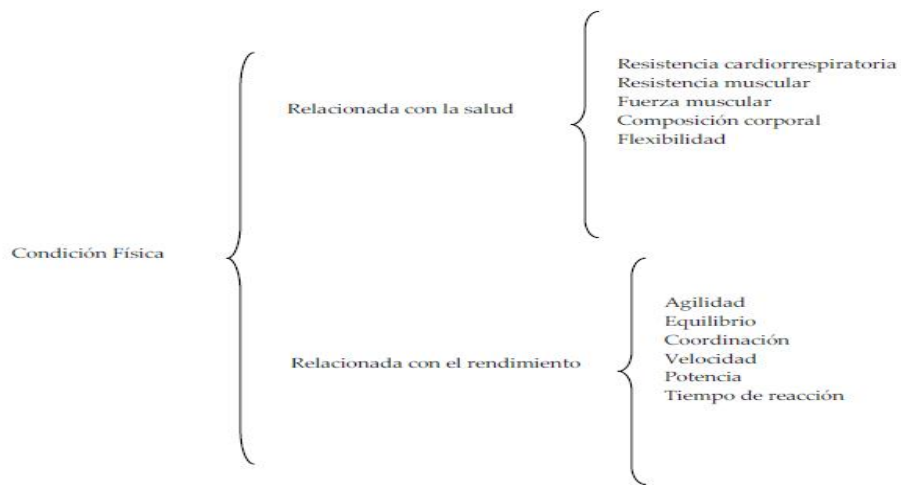 Condición Física
Relacionada con la salud
Resistencia cardiorrespiratoria
Resistencia muscular
Fuerza muscular
Composición corporal
Flexibilidad
Relacionada con el rendimiento
Agilidad
Equilibrio
Coordinación
Velocidad
Potencia
Tiempo de reacción